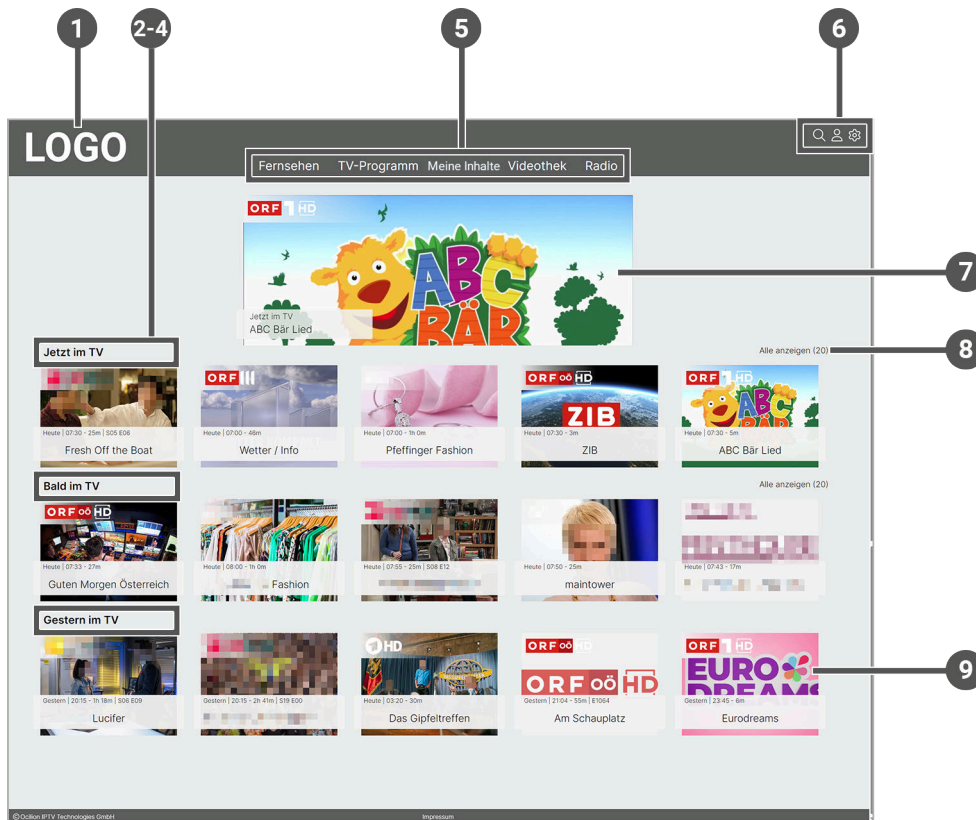 1
2-4
5
6
LOGO
Fernsehen TV-Programm Meine Inhalte Videothek Radio
ORF 1 HD
ABC
BÄR
Jetzt im TV
ABC Bär Lied
7
Jetzt im TV
Alle anzeigen (20)
8
ORF III
ORF OÖ HD
ORF 1 HD
ZIB
ABC
Heute | 07:30 - 25m | S05 E06
Heute | 07:00 - 46m
Heute | 07:00 - 1h 0m
Heute | 07:30 - 3m
Heute | 07:30 - 5m
Fresh Off the Boat
Wetter / Info
Pfeffinger Fashion
ZIB
ABC Bär Lied
Bald im TV
Alle anzeigen (20)
ORF OÖ HD
Heute | 07:33 - 27m
Heute | 08:00 - 1h 0m
Heute | 07:55 - 25m | S08 E12
Heute | 07:50 - 25m
Heute | 07:43 - 17m
Guten Morgen Österreich
Fashion
maintower
Gestern im TV
HD
ORF OÖ HD
ORF 1 HD
ORF OÖ HD
EURO
DREAMS
9
Gestern | 20:15 - 1h 18m | S06 E09
Gestern | 20:15 - 2h 41m | S19 E00
Heute | 03:20 - 30m
Gestern | 21:04 - 55m | E1064
Gestern | 23:45 - 6m
Lucifer
Das Gipfeltreffen
Am Schauplatz
Eurodreams
© Ocilion IPTV Technologies GmbH
Impressum